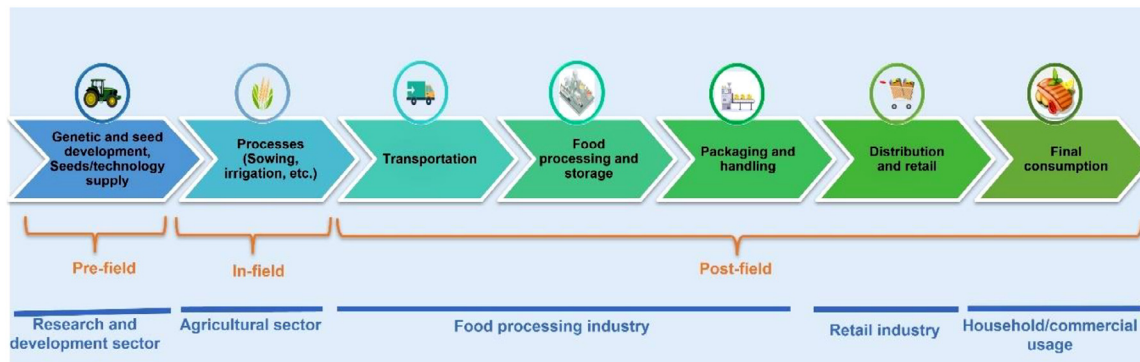 Genetic and seed
development,
Seeds/technology
supply
Processes
(Sowing,
irrigation, etc.)
Transportation
Food
processing and
storage
Packaging and
handling
Distribution
and retail
Final
consumption
Pre-field
In-field
Post-field
Research and
development sector
Agricultural sector
Food processing industry
Retail industry
Household/commercial
usage